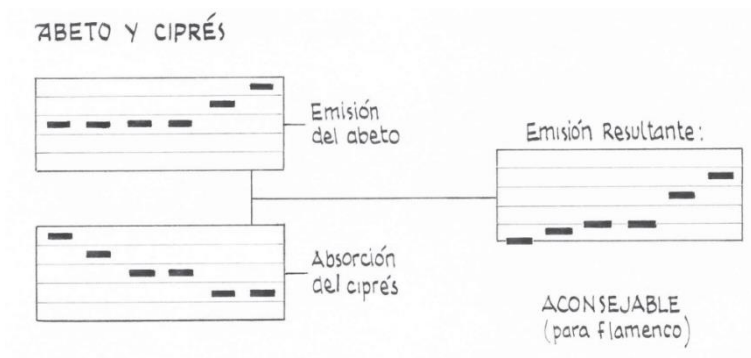 ABETO Y CIPRÉS
Emisión
del abeto
Emisión Resultante:
Absorción
del ciprés
ACONSEJABLE
(para flamenco)